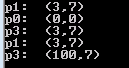 p1:  (3,7)
p0:  (0,0)
p3:  (3,7)
p1:  (3,7)
p3:  (100,7)